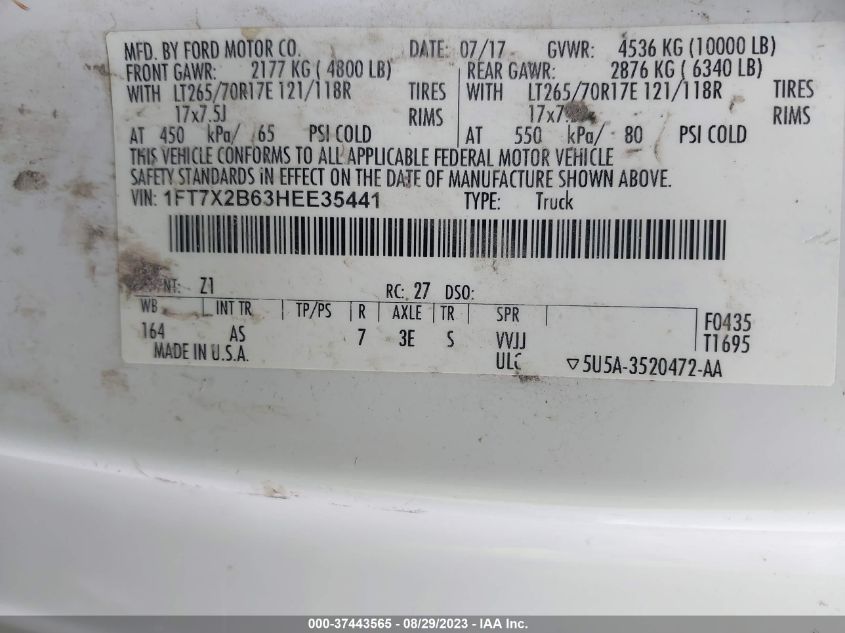 MFD. BY FORD MOTOR CO. DATE: 07/17 GVWR: 4536 KG (10000 LB)
FRONT GAWR: 2177 KG ( 4800 LB) REAR GAWR: 2876 KG ( 6340 LB)
WITH LT265/70R17E 121/118R TIRES WITH LT265/70R17E 121/118R TIRES
17x7.5J RIMS 17x7 RIMS
AT 450 kPa/ 65 PSI COLD AT 550 kPa/ 80 PSI COLD
THIS VEHICLE CONFORMS TO ALL APPLICABLE FEDERAL MOTOR VEHICLE
SAFETY STANDARDS IN EFFECT ON THE DATE OF MANUFACTURE SHOWN ABOVE.
VIN: 1FT7X2B63HEE35441 TYPE: Truck
NT: Z1 RC: 27 DSO:
WB INT TR TP/PS R AXLE TR SPR
164 AS 7 3E S VVJJ F0435
MADE IN U.S.A. T1695
▽5U5A-3520472-AA
000-37443565 - 08/29/2023 - IAA Inc.